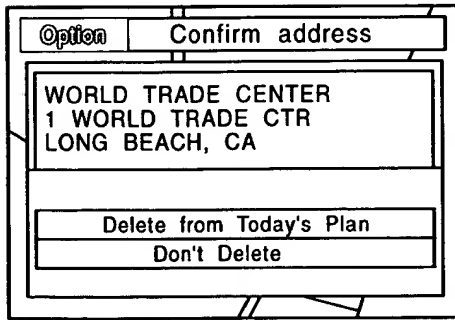 Option Confirm address
WORLD TRADE CENTER
1 WORLD TRADE CTR
LONG BEACH, CA
Delete from Today's Plan
Don't Delete